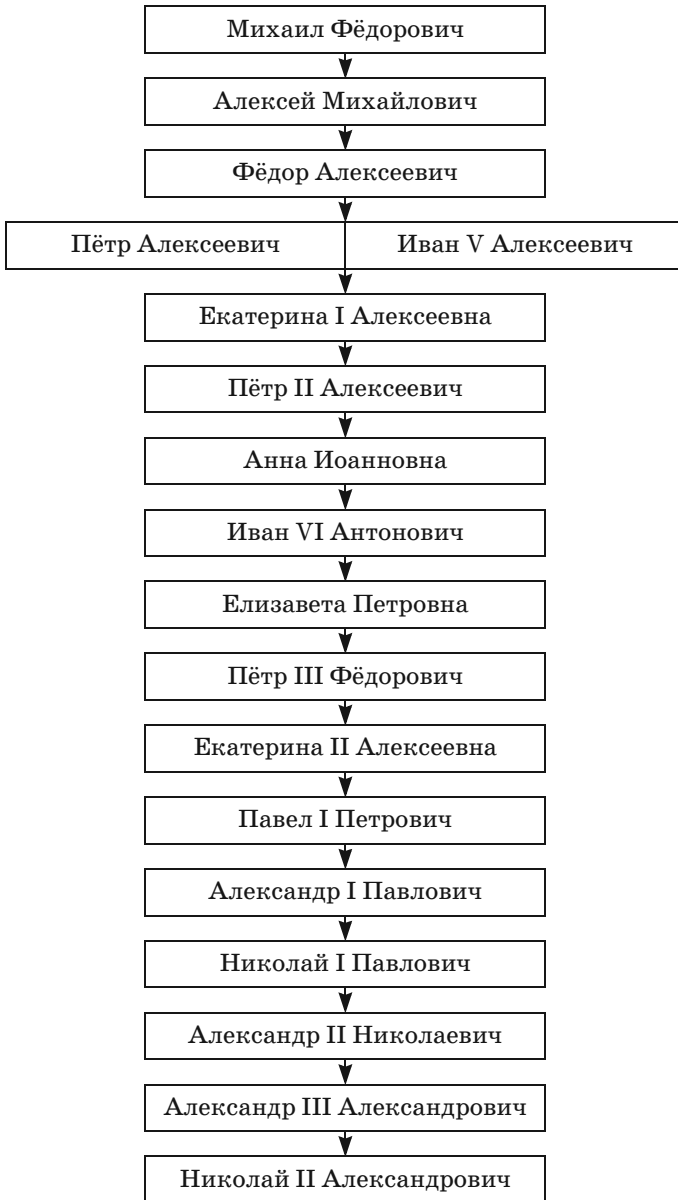 Михаил Фёдорович
Алексей Михайлович
Фёдор Алексеевич
Пётр Алексеевич
Иван V Алексеевич
Екатерина I Алексеевна
Пётр II Алексеевич
Анна Иоанновна
Иван VI Антонович
Елизавета Петровна
Пётр III Фёдорович
Екатерина II Алексеевна
Павел I Петрович
Александр I Павлович
Николай I Павлович
Александр II Николаевич
Александр III Александрович
Николай II Александрович